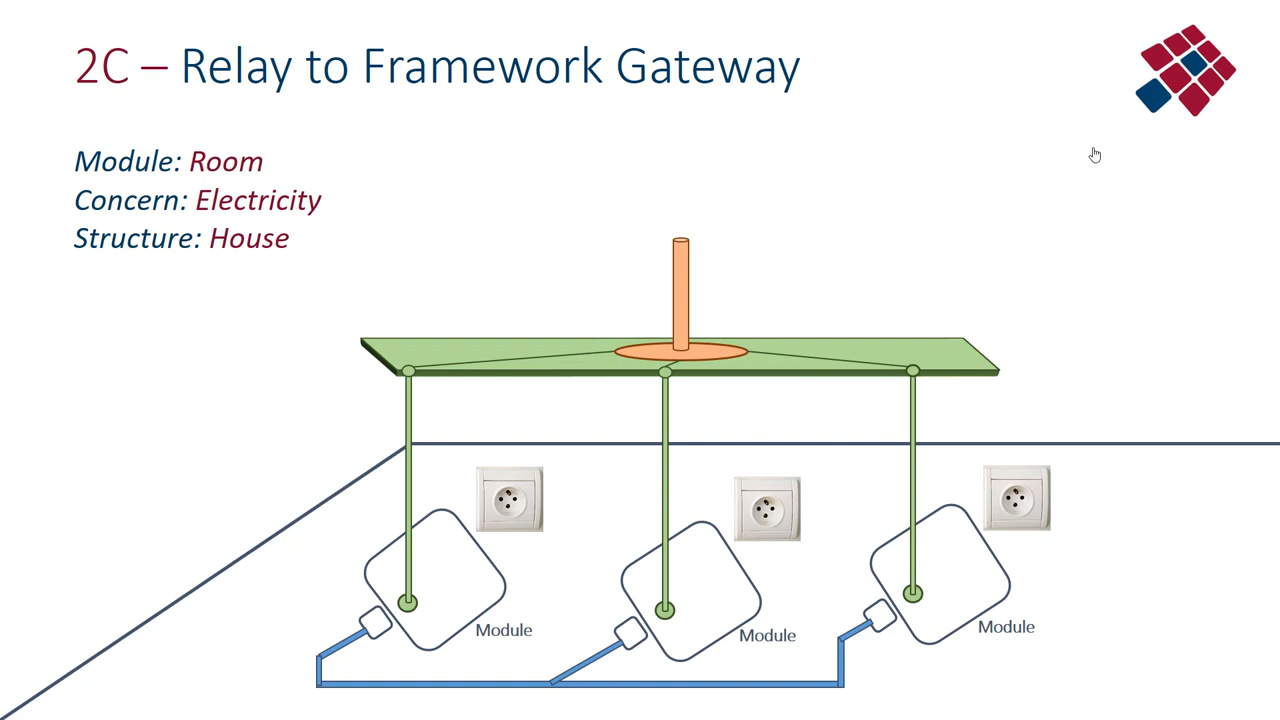 2C – Relay to Framework Gateway
Module: Room
Concern: Electricity
Structure: House
Module
Module
Module